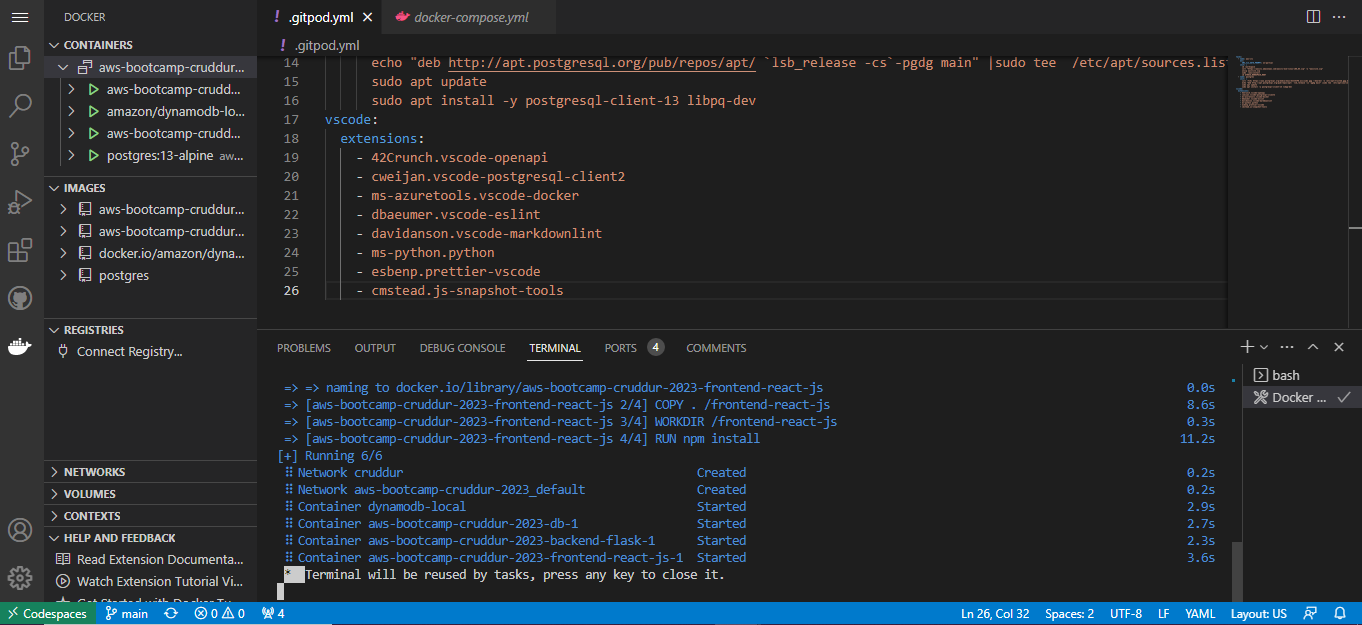 DOCKER
CONTAINERS
aws-bootcamp-cruddur...
aws-bootcamp-crudd...
amazon/dynamodb-lo...
aws-bootcamp-crudd...
postgres:13-alpine aw...
IMAGES
aws-bootcamp-cruddur...
aws-bootcamp-cruddur...
docker.io/amazon/dyna...
postgres
REGISTRIES
Connect Registry...
NETWORKS
VOLUMES
CONTEXTS
HELP AND FEEDBACK
Read Extension Documenta...
Watch Extension Tutorial Vi...
! .gitpod.yml
docker-compose.yml
! .gitpod.yml
14 echo "deb http://apt.postgresql.org/pub/repos/apt/ `lsb_release -cs`-pgdg main" |sudo tee /etc/apt/sources.list
15 sudo apt update
16 sudo apt install -y postgresql-client-13 libpq-dev
17 vscode:
18 extensions:
19 - 42Crunch.vscode-openapi
20 - cweijan.vscode-postgresql-client2
21 - ms-azuretools.vscode-docker
22 - dbaeumer.vscode-eslint
23 - davidanson.vscode-markdownlint
24 - ms-python.python
25 - esbenp.prettier-vscode
26 - cmstead.js-snapshot-tools
PROBLEMS OUTPUT DEBUG CONSOLE TERMINAL PORTS 4 COMMENTS
=> => naming to docker.io/library/aws-bootcamp-cruddur-2023-frontend-react-js 0.0s
=> [aws-bootcamp-cruddur-2023-frontend-react-js 2/4] COPY . /frontend-react-js 8.6s
=> [aws-bootcamp-cruddur-2023-frontend-react-js 3/4] WORKDIR /frontend-react-js 0.3s
=> [aws-bootcamp-cruddur-2023-frontend-react-js 4/4] RUN npm install 11.2s
[+] Running 6/6
⠿ Network cruddur Created 0.2s
⠿ Network aws-bootcamp-cruddur-2023_default Created 0.2s
⠿ Container dynamodb-local Started 2.9s
⠿ Container aws-bootcamp-cruddur-2023-db-1 Started 2.7s
⠿ Container aws-bootcamp-cruddur-2023-backend-flask-1 Started 2.3s
⠿ Container aws-bootcamp-cruddur-2023-frontend-react-js-1 Started 3.6s
* Terminal will be reused by tasks, press any key to close it.
bash
Docker ...
Codespaces main 0 0 4 Ln 26, Col 32 Spaces: 2 UTF-8 LF YAML Layout: US